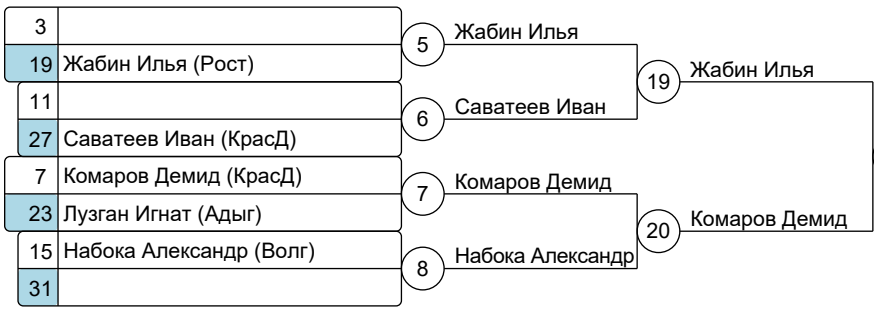 3
19 Жабин Илья (Рост)
11
27 Саватеев Иван (КрасД)
7 Комаров Демид (КрасД)
23 Лузган Игнат (Адыг)
15 Набока Александр (Волг)
31
5 Жабин Илья
6 Саватеев Иван
7 Комаров Демид
8 Набока Александр
19 Жабин Илья
20 Комаров Демид